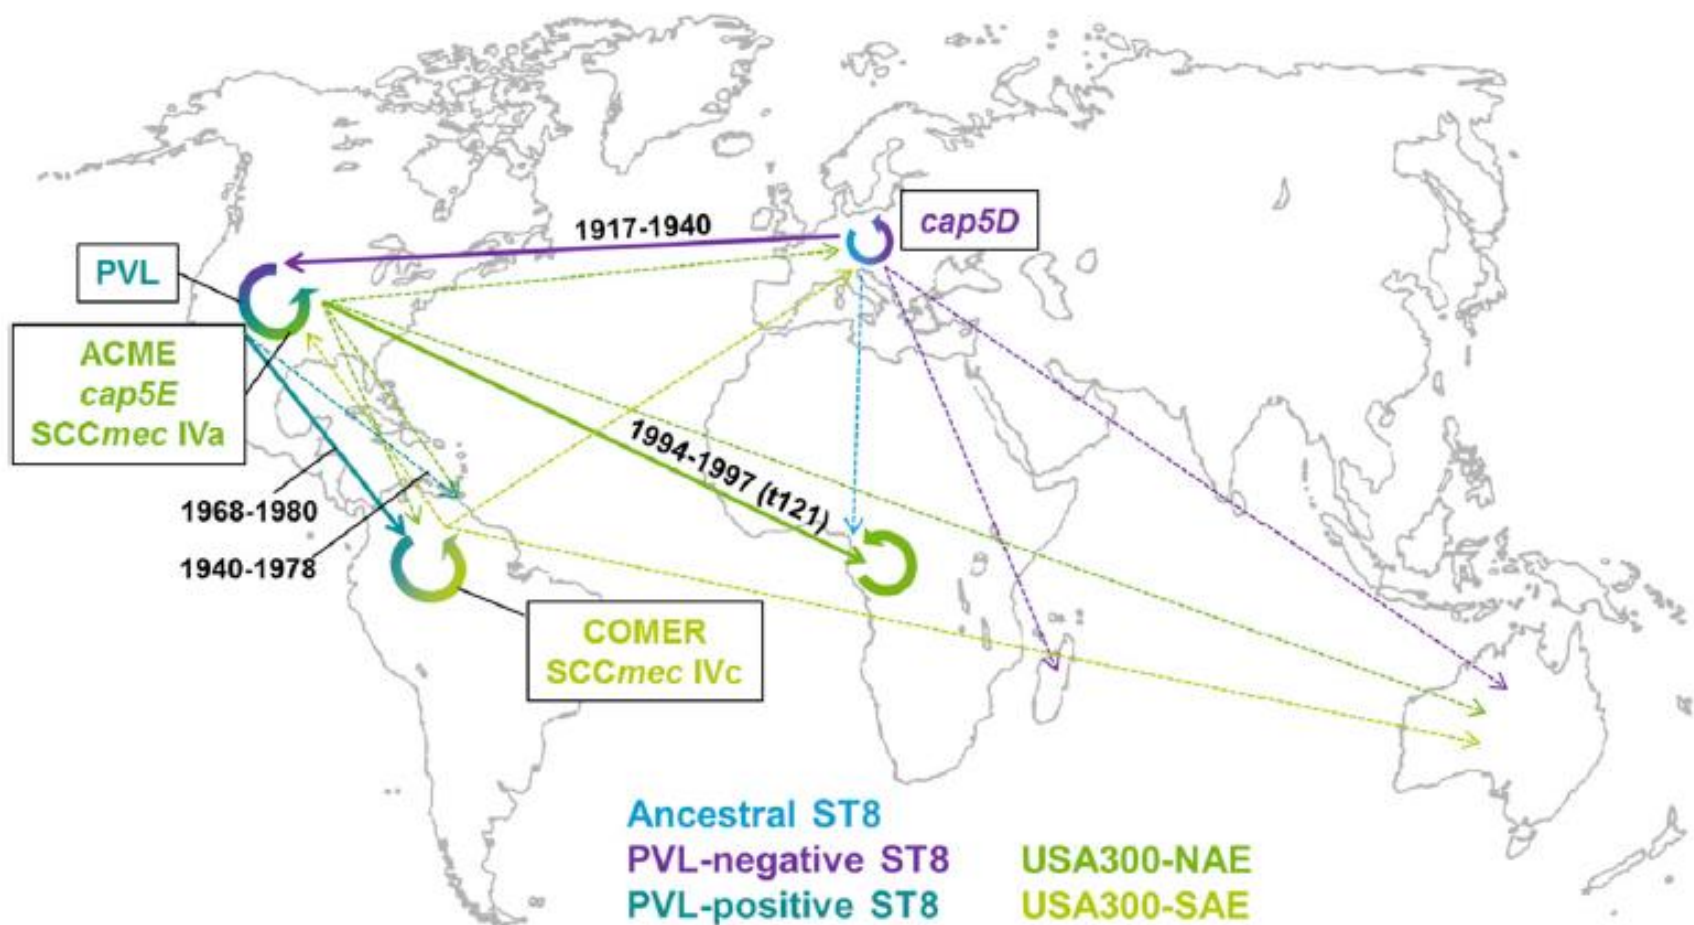 1917-1940
cap5D
PVL
ACME
cap5E
SCCmec IVa
1994-1997 (t121)
1968-1980
1940-1978
COMER
SCCmec IVc
Ancestral ST8
PVL-negative ST8
USA300-NAE
PVL-positive ST8
USA300-SAE